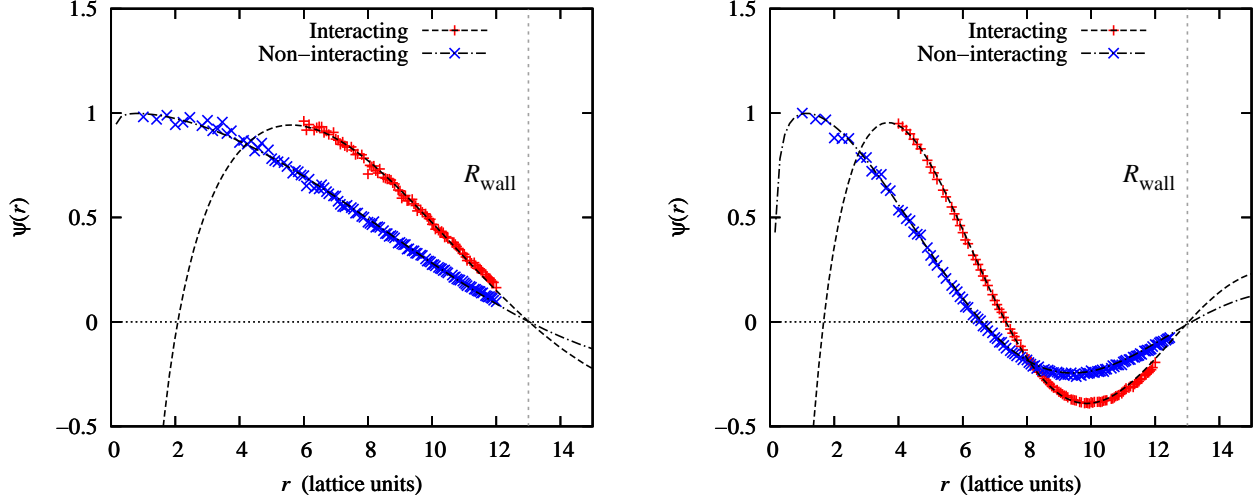 1.5
Interacting
Non−interacting
1
R wall
ψ(r)
0.5
0
−0.5
0 2 4 6 8 10 12 14
r (lattice units)
1.5
Interacting
Non−interacting
1
R wall
ψ(r)
0.5
0
−0.5
0 2 4 6 8 10 12 14
r (lattice units)